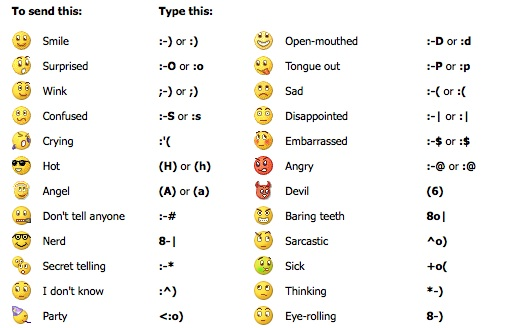 To send this: Type this:
Smile :-) or :) Open-mouthed :-D or :d
Surprised :-O or :o Tongue out :-P or :p
Wink ;-) or ;) Sad :-( or :(
Confused :-S or :s Disappointed :-| or :|
Crying :'( Embarrassed :-$ or :$
Hot (H) or (h) Angry :-@ or :@
Angel (A) or (a) Devil (6)
Don't tell anyone :-# Baring teeth 8o|
Nerd 8-| Sarcastic ^o)
Secret telling :-* Sick +o(
I don't know :^) Thinking *-)
Party <:o) Eye-rolling 8-)